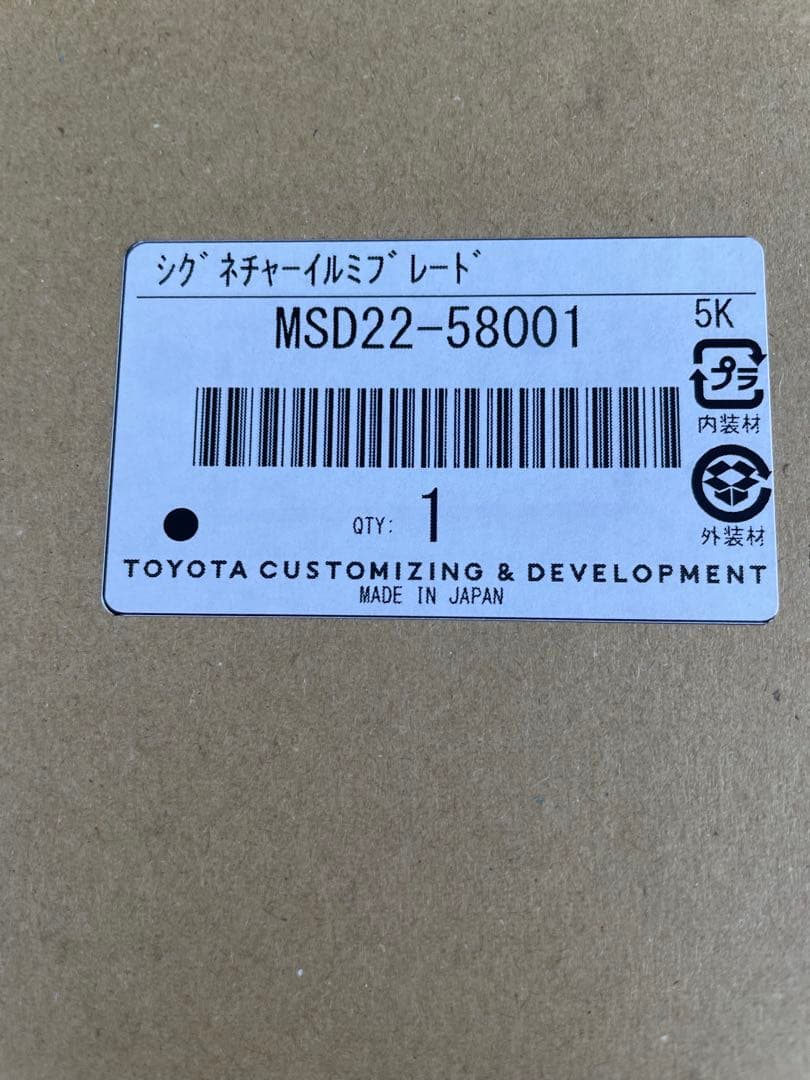 シグネチャーイルミブレード
MSD22-58001
5K
プラ
内装材
外装材
QTY: 1
TOYOTA CUSTOMIZING & DEVELOPMENT
MADE IN JAPAN